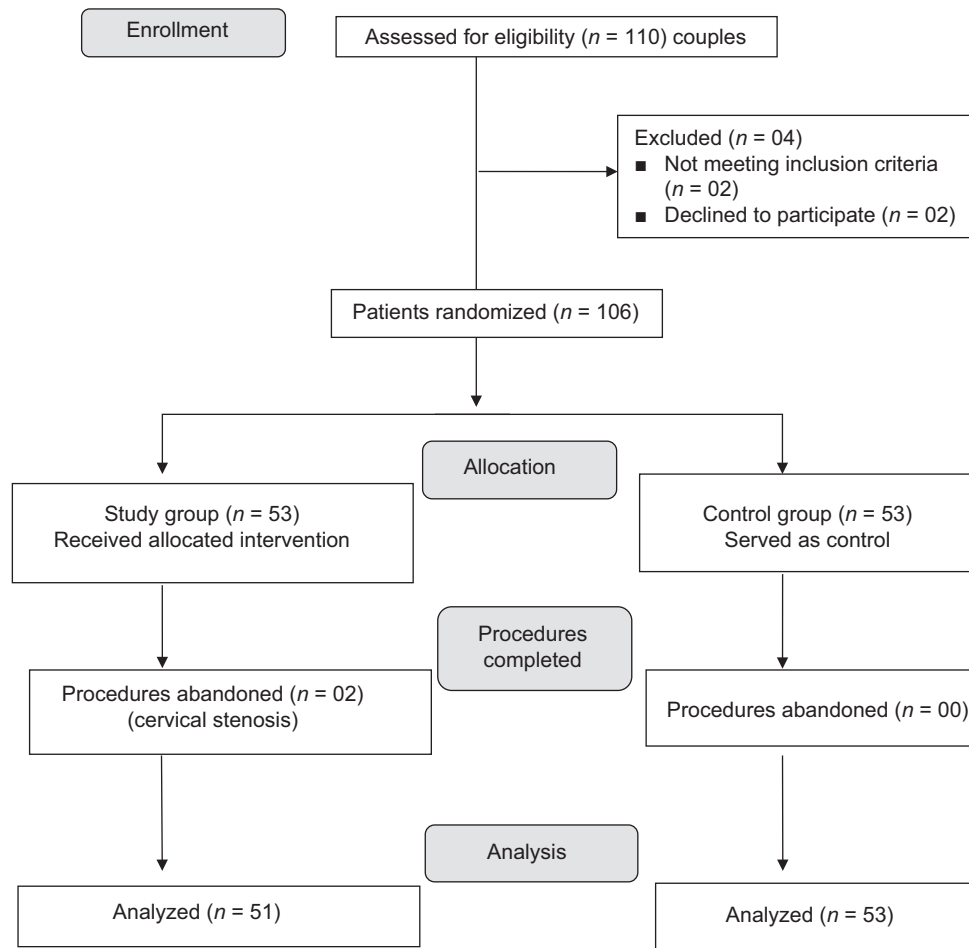 Enrollment
Assessed for eligibility (n = 110) couples
Excluded (n = 04)
■ Not meeting inclusion criteria
(n = 02)
■ Declined to participate (n = 02)
Patients randomized (n = 106)
Allocation
Study group (n = 53)
Received allocated intervention
Control group (n = 53)
Served as control
Procedures
completed
Procedures abandoned (n = 02)
(cervical stenosis)
Procedures abandoned (n = 00)
Analysis
Analyzed (n = 51)
Analyzed (n = 53)